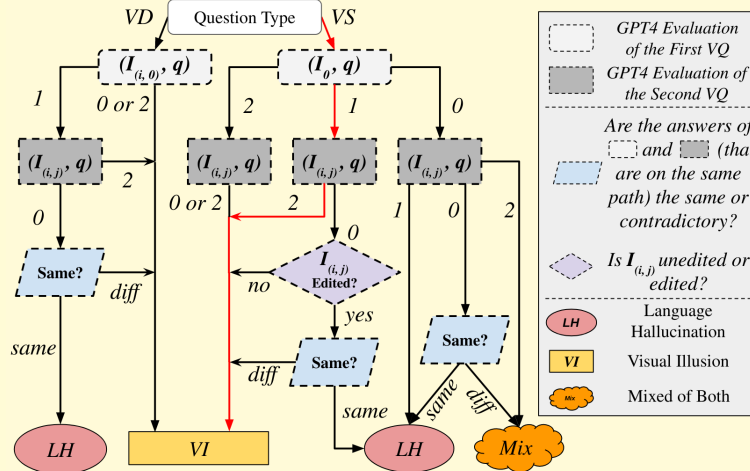 VD
Question Type
VS
(I(i, 0), q)
(I0, q)
1
0 or 2
2
1
0
(I(i, j), q)
(I(i, j), q)
(I(i, j), q)
(I(i, j), q)
2
0
0 or 2
2
0
1
0
2
Same?
diff
same
I(i, j)
Edited?
no
yes
Same?
diff
same
Same?
same
diff
LH
VI
LH
Mix
GPT4 Evaluation
of the First VQ
GPT4 Evaluation of
the Second VQ
Are the answers of
and (tha
are on the same
path) the same or
contradictory?
Is I(i, j) unedited or
edited?
LH
Language
Hallucination
VI
Visual Illusion
Mix
Mixed of Both